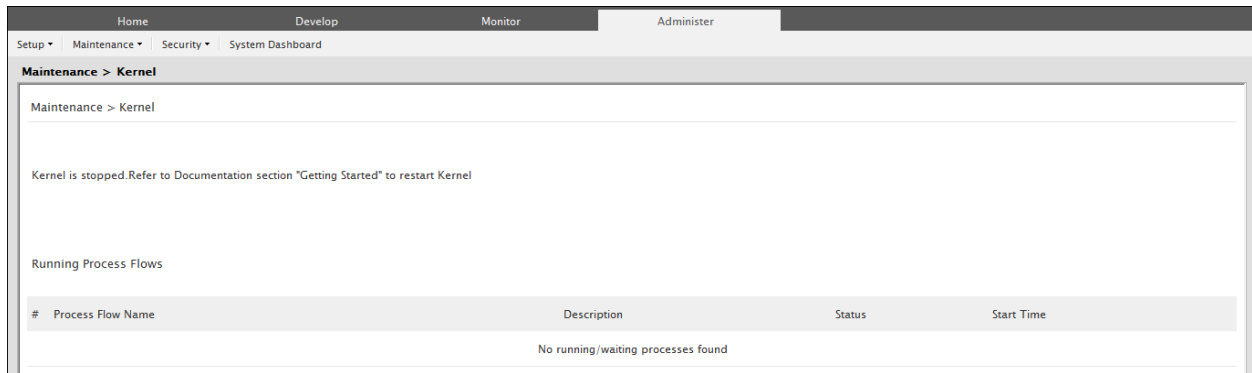 Home Develop Monitor Administer
Setup ▾ Maintenance ▾ Security ▾ System Dashboard
Maintenance > Kernel
Maintenance > Kernel
Kernel is stopped.Refer to Documentation section "Getting Started" to restart Kernel
Running Process Flows
# Process Flow Name Description Status Start Time
No running/waiting processes found